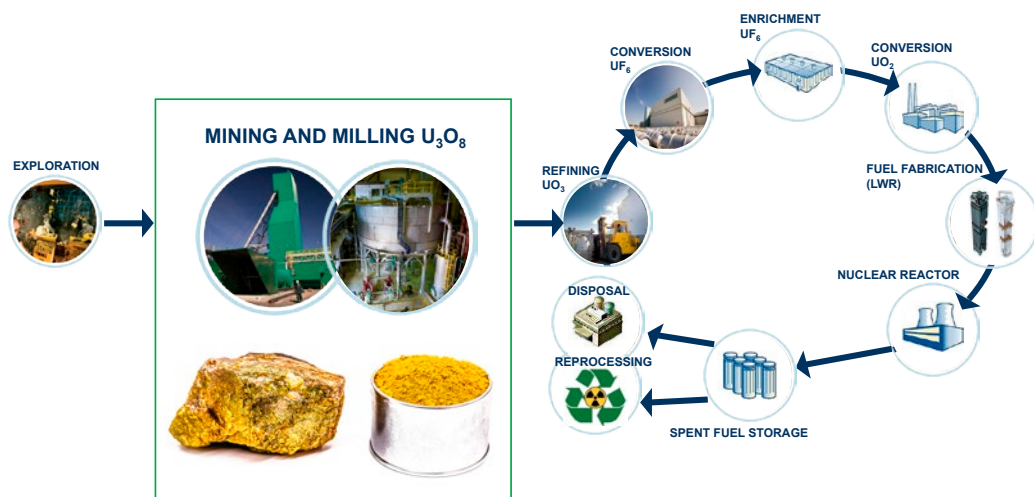 EXPLORATION
MINING AND MILLING U₃O₈
REFINING
UO₃
CONVERSION
UF₆
ENRICHMENT
UF₆
CONVERSION
UO₂
FUEL FABRICATION
(LWR)
NUCLEAR REACTOR
SPENT FUEL STORAGE
DISPOSAL
REPROCESSING